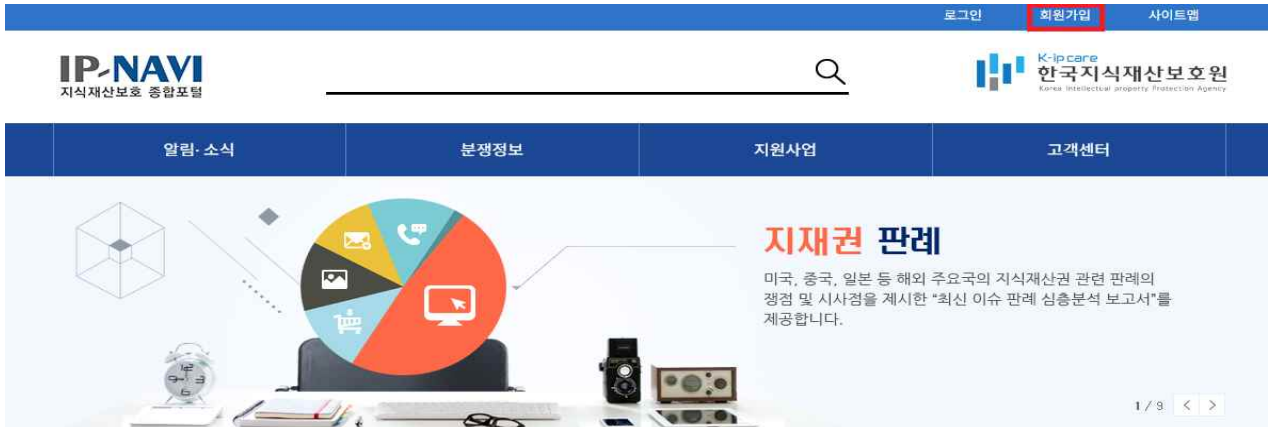 로그인 회원가입 사이트맵
IP-NAVI
지식재산보호 종합포털
K-ip care
한국지식재산보호원
Korea Intellectual property Protection Agency
알림·소식 분쟁정보 지원사업 고객센터
지재권 판례
미국, 중국, 일본 등 해외 주요국의 지식재산권 관련 판례의
쟁점 및 시사점을 제시한 “최신 이슈 판례 심층분석 보고서”를
제공합니다.
1 / 9 < >